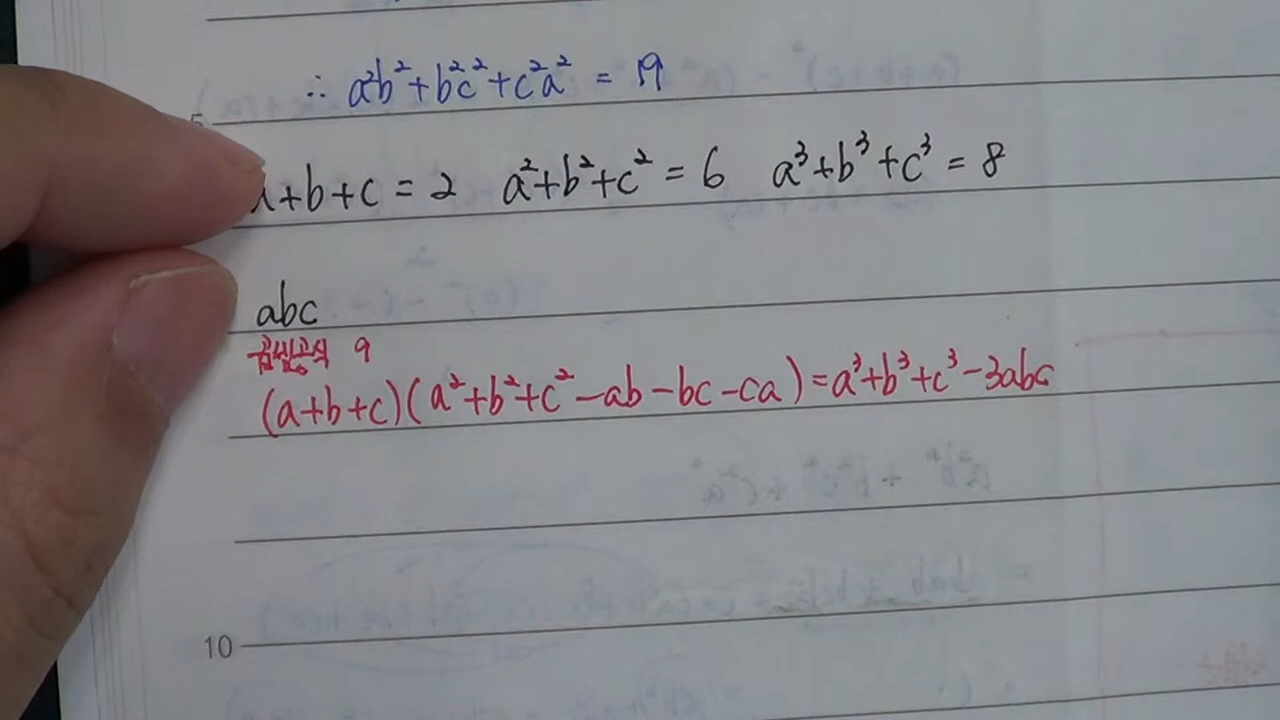 ∴ a²b²+b²c²+c²a² = 19
5
a+b+c = 2 a²+b²+c² = 6 a³+b³+c³ = 8
abc
곱셈공식 9
(a+b+c)(a²+b²+c²-ab-bc-ca)=a³+b³+c³-3abc
10